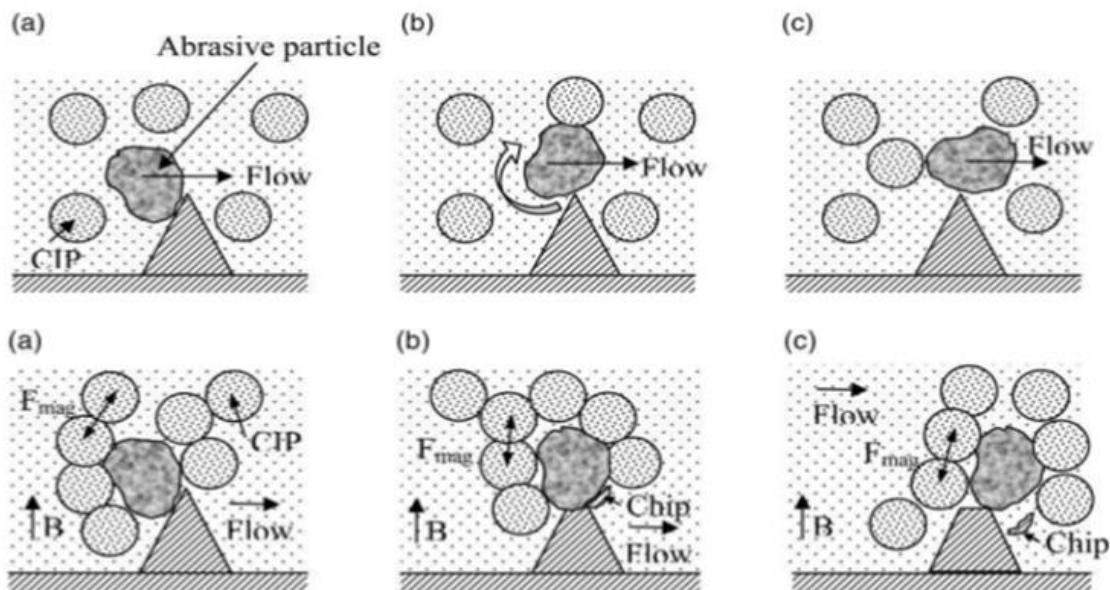 (a)
Abrasive particle
Flow
CIP
(b)
Flow
(c)
Flow
(a)
Fmag
CIP
B
Flow
(b)
Fmag
Chip
B
Flow
(c)
Flow
Fmag
B
Chip